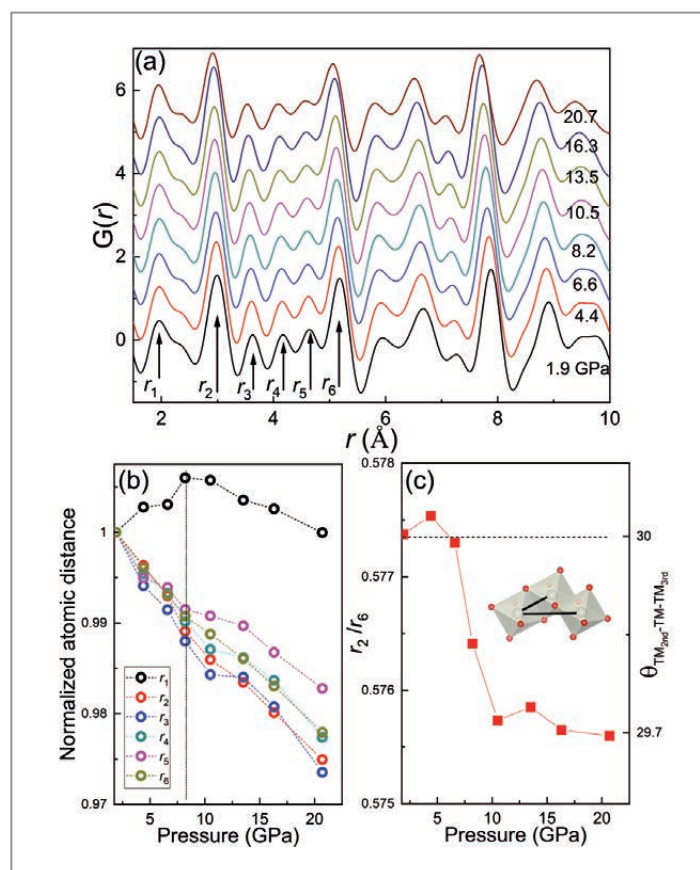 (a)
6
4
2
0
G(r)
20.7
16.3
13.5
10.5
8.2
6.6
4.4
1.9 GPa
r1 r2 r3 r4 r5 r6
2 4 6 8 10
r (Å)
(b)
1
0.99
0.98
0.97
Normalized atomic distance
r1
r2
r3
r4
r5
r6
5 10 15 20
Pressure (GPa)
(c)
0.578
0.577
0.576
0.575
r2 /r6
30
29.7
θTM2nd-TM-TM3rd
5 10 15 20
Pressure (GPa)